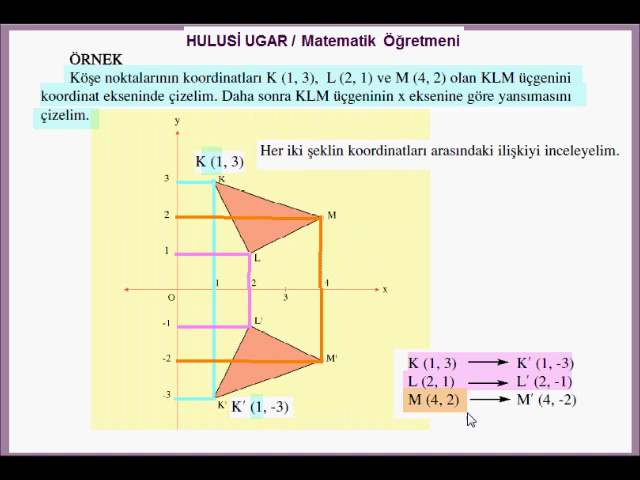 HULUSİ UGAR / Matematik Öğretmeni
ÖRNEK
Köşe noktalarının koordinatları K (1, 3), L (2, 1) ve M (4, 2) olan KLM üçgenini
koordinat ekseninde çizelim. Daha sonra KLM üçgeninin x eksenine göre yansımasını
çizelim.
Her iki şeklin koordinatları arasındaki ilişkiyi inceleyelim.
y
K (1, 3)
3
K
2
M
1
L
1
2
3
4
x
O
-1
L'
-2
M'
-3
K'
K′ (1, -3)
K (1, 3) → K′ (1, -3)
L (2, 1) → L′ (2, -1)
M (4, 2) → M′ (4, -2)